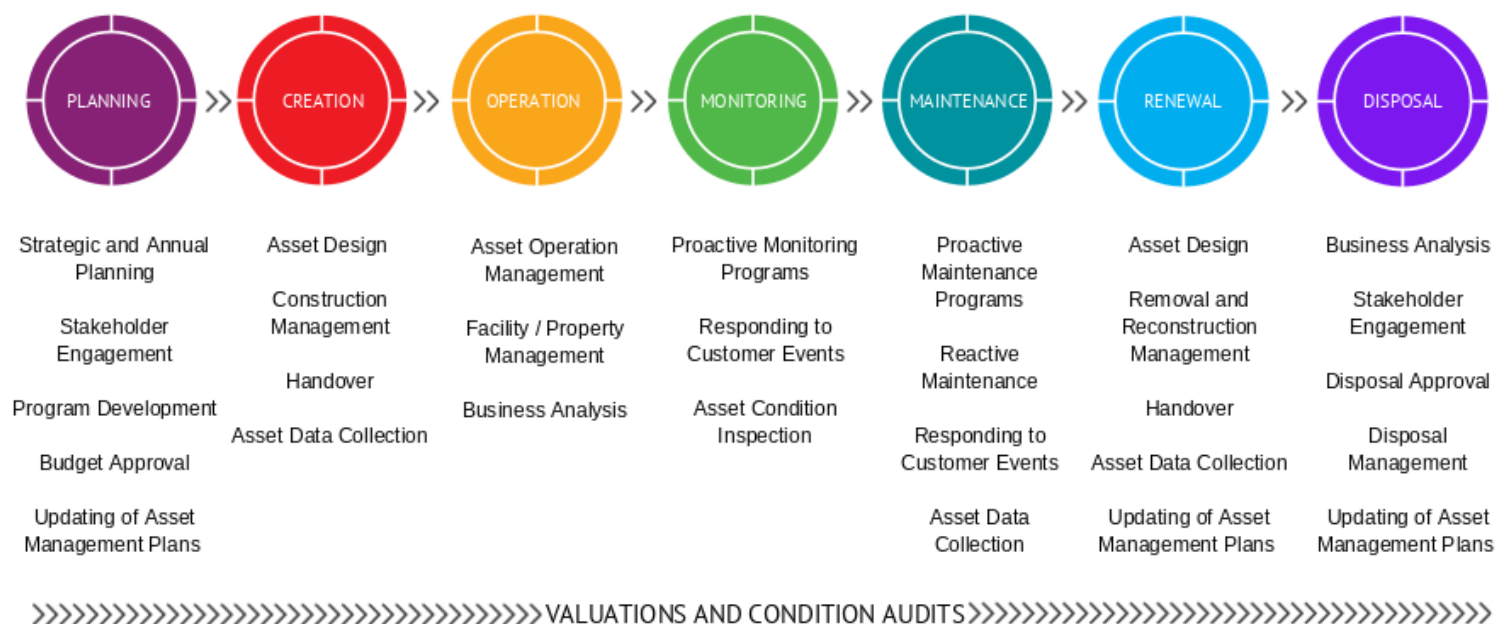 PLANNING
CREATION
OPERATION
MONITORING
MAINTENANCE
RENEWAL
DISPOSAL
Strategic and Annual
Planning
Stakeholder
Engagement
Program Development
Budget Approval
Updating of Asset
Management Plans
Asset Design
Construction
Management
Handover
Asset Data Collection
Asset Operation
Management
Facility / Property
Management
Business Analysis
Proactive Monitoring
Programs
Responding to
Customer Events
Asset Condition
Inspection
Proactive
Maintenance
Programs
Reactive
Maintenance
Responding to
Customer Events
Asset Data
Collection
Asset Design
Removal and
Reconstruction
Management
Handover
Asset Data Collection
Updating of Asset
Management Plans
Business Analysis
Stakeholder
Engagement
Disposal Approval
Disposal
Management
Updating of Asset
Management Plans
VALUATIONS AND CONDITION AUDITS